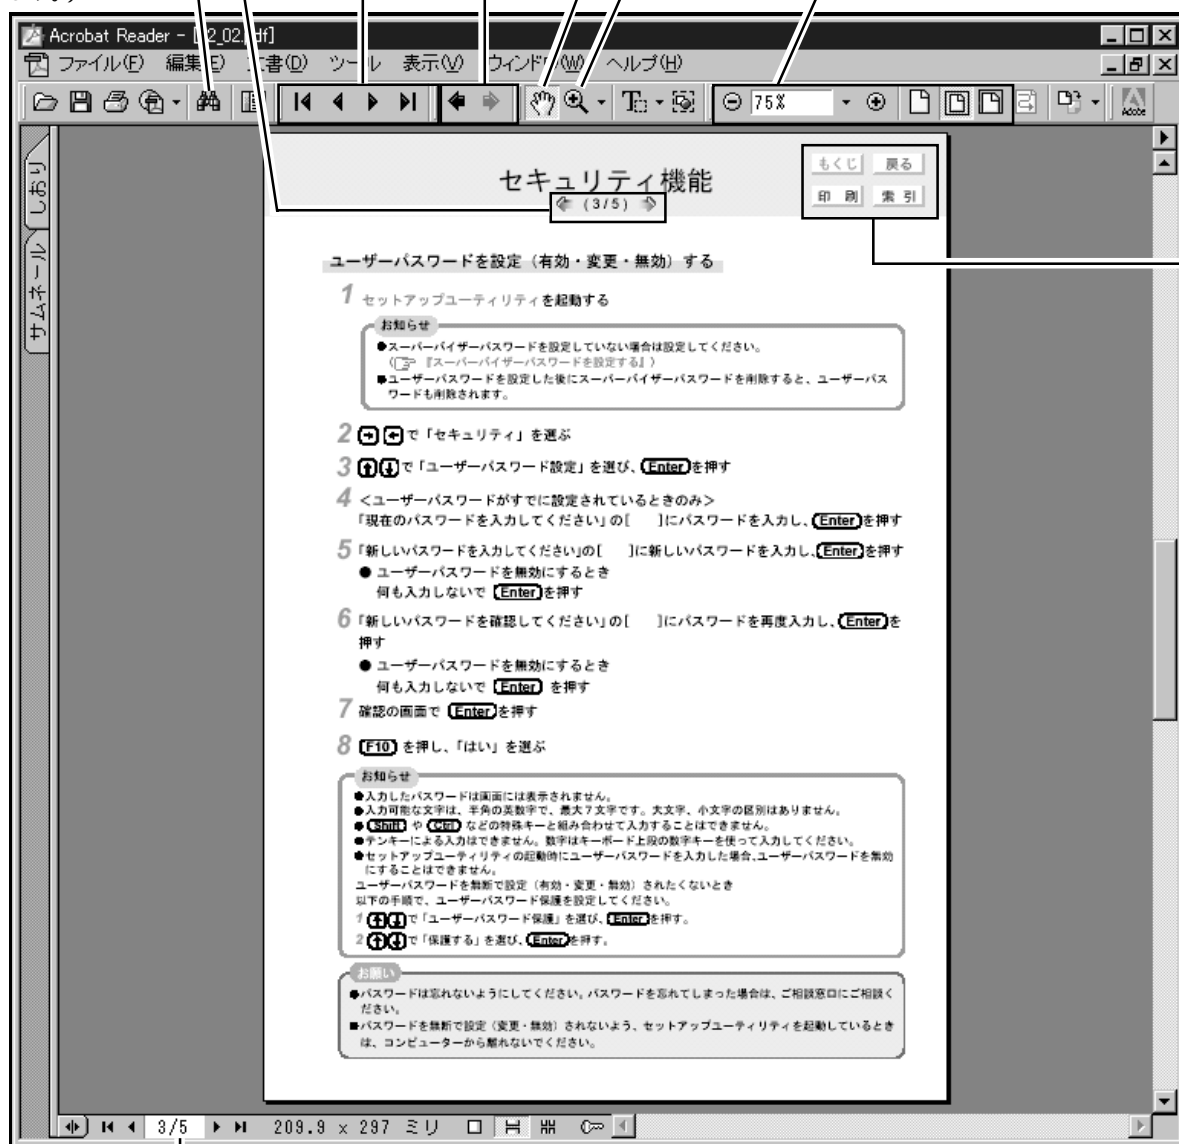 Acrobat Reader - [ 2_02. df]
ファイル(F) 編集(E) 文書(D) ツール 表示(V) ウィンドウ(W) ヘルプ(H)
75%
Adobe
しおり
サムネール
セキュリティ機能
(3/5)
もくじ 戻る
印 刷 索 引
ユーザーパスワードを設定（有効・変更・無効）する
1 セットアップユーティリティを起動する
お知らせ
●スーパーバイザーパスワードを設定していない場合は設定してください。
（☞『スーパーバイザーパスワードを設定する』）
■ユーザーパスワードを設定した後にスーパーバイザーパスワードを削除すると、ユーザーパス
ワードも削除されます。
2 → ← で「セキュリティ」を選ぶ
3 ↑ ↓ で「ユーザーパスワード設定」を選び、Enterを押す
4 <ユーザーパスワードがすでに設定されているときのみ>
「現在のパスワードを入力してください」の[ ]にパスワードを入力し、Enterを押す
5 「新しいパスワードを入力してください」の[ ]に新しいパスワードを入力し、Enterを押す
● ユーザーパスワードを無効にするとき
何も入力しないで Enterを押す
6 「新しいパスワードを確認してください」の[ ]にパスワードを再度入力し、Enterを
押す
● ユーザーパスワードを無効にするとき
何も入力しないで Enter を押す
7 確認の画面で Enterを押す
8 F10 を押し、「はい」を選ぶ
お知らせ
●入力したパスワードは画面には表示されません。
●入力可能な文字は、半角の英数字で、最大７文字です。大文字、小文字の区別はありません。
● Shift や Ctrl などの特殊キーと組み合わせて入力することはできません。
●テンキーによる入力はできません。数字はキーボード上段の数字キーを使って入力してください。
●セットアップユーティリティの起動時にユーザーパスワードを入力した場合、ユーザーパスワードを無効
にすることはできません。
ユーザーパスワードを無断で設定（有効・変更・無効）されたくないとき
以下の手順で、ユーザーパスワード保護を設定してください。
1 ↑ ↓ で「ユーザーパスワード保護」を選び、Enterを押す。
2 ↑ ↓ で「保護する」を選び、Enterを押す。
お願い
●パスワードは忘れないようにしてください。パスワードを忘れてしまった場合は、ご相談窓口にご相談く
ださい。
■パスワードを無断で設定（変更・無効）されないよう、セットアップユーティリティを起動しているとき
は、コンピューターから離れないでください。
3/5 209.9 x 297 ミリ